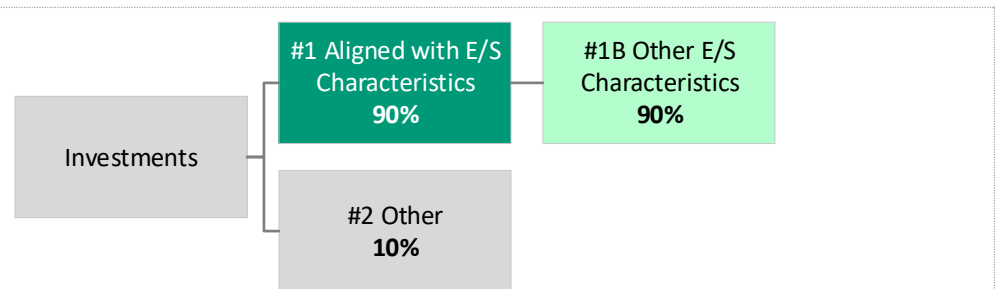 #1 Aligned with E/S
Characteristics
90%
#1B Other E/S
Characteristics
90%
Investments
#2 Other
10%